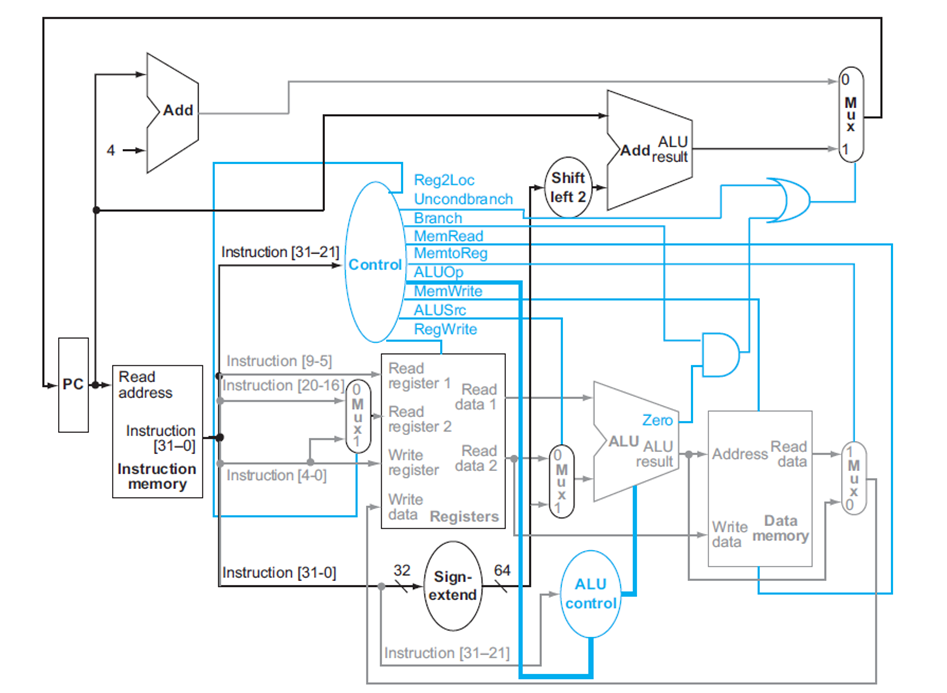 Add
4
Add
ALU
result
0
M
u
x
1
Shift
left 2
Reg2Loc
Uncondbranch
Branch
MemRead
MemtoReg
ALUOp
MemWrite
ALUSrc
RegWrite
Instruction [31–21]
Control
PC
Read
address
Instruction
[31–0]
Instruction
memory
Instruction [9-5]
Instruction [20-16]
Instruction [4-0]
0
M
u
x
1
Read
register 1
Read
register 2
Write
register
Write
data
Read
data 1
Read
data 2
Registers
0
M
u
x
1
Zero
ALU
ALU
result
Address
Read
data
Write
data
Data
memory
1
M
u
x
0
Instruction [31-0]
32
Sign-
extend
64
ALU
control
Instruction [31–21]